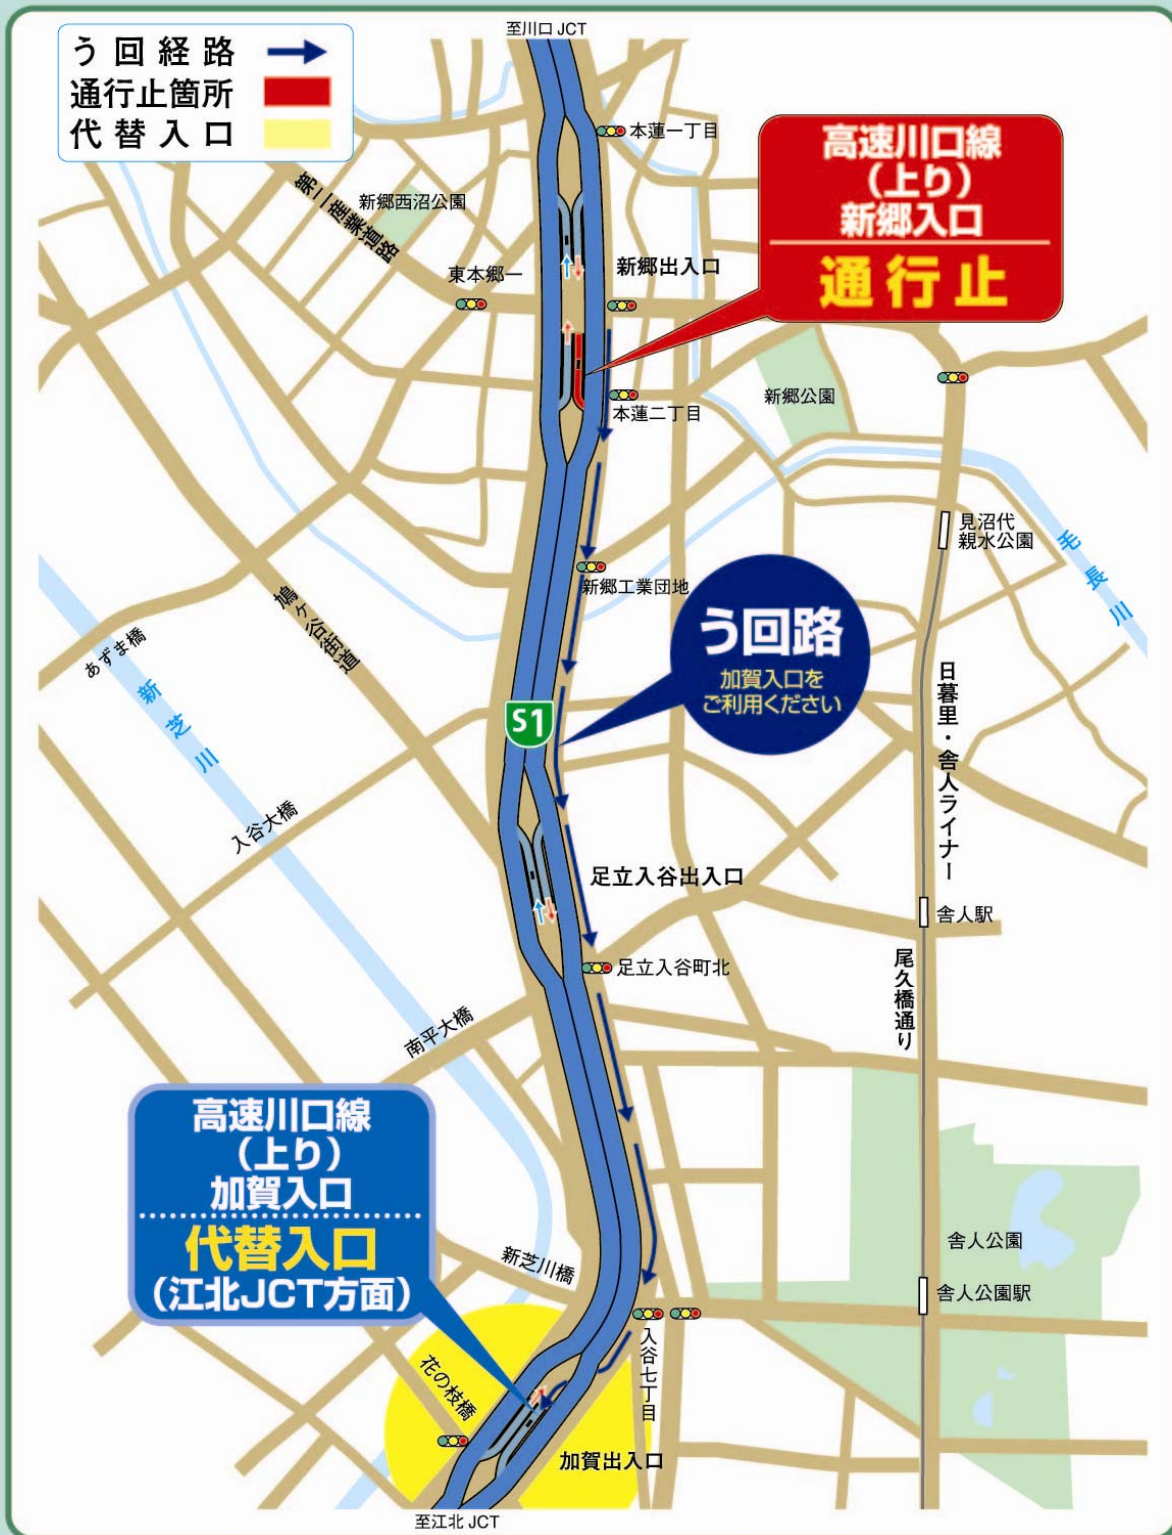 至川口 JCT
う回経路
通行止箇所
代替入口
本蓮一丁目
高速川口線
（上り）
新郷入口
通行止
第二産業道路
新郷西沼公園
東本郷一
新郷出入口
本蓮二丁目
新郷公園
見沼代
親水公園
毛長川
新郷工業団地
う回路
加賀入口を
ご利用ください
鳩ヶ谷街道
あずま橋
新芝川
S1
日暮里・舎人ライナー
入谷大橋
足立入谷出入口
舎人駅
足立入谷町北
尾久橋通り
南平大橋
高速川口線
（上り）
加賀入口
代替入口
（江北JCT方面）
新芝川橋
舎人公園
舎人公園駅
入谷七丁目
花の枝橋
加賀出入口
至江北 JCT